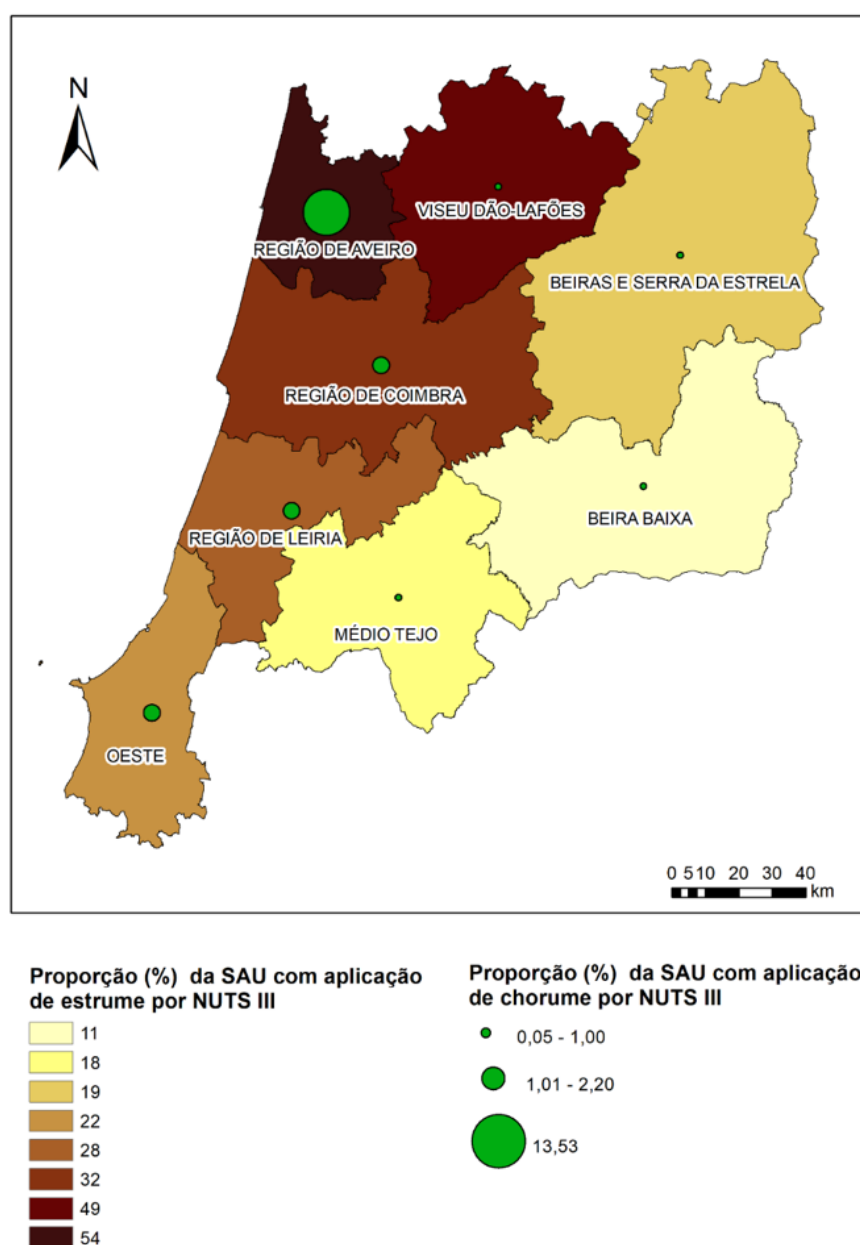 N
VISEU DÃO-LAFÕES
REGIÃO DE AVEIRO
BEIRAS E SERRA DA ESTRELA
REGIÃO DE COIMBRA
BEIRA BAIXA
REGIÃO DE LEIRIA
MÉDIO TEJO
OESTE
0 510 20 30 40
km
Proporção (%) da SAU com aplicação
de estrume por NUTS III
11
18
19
22
28
32
49
54
Proporção (%) da SAU com aplicação
de chorume por NUTS III
0,05 - 1,00
1,01 - 2,20
13,53